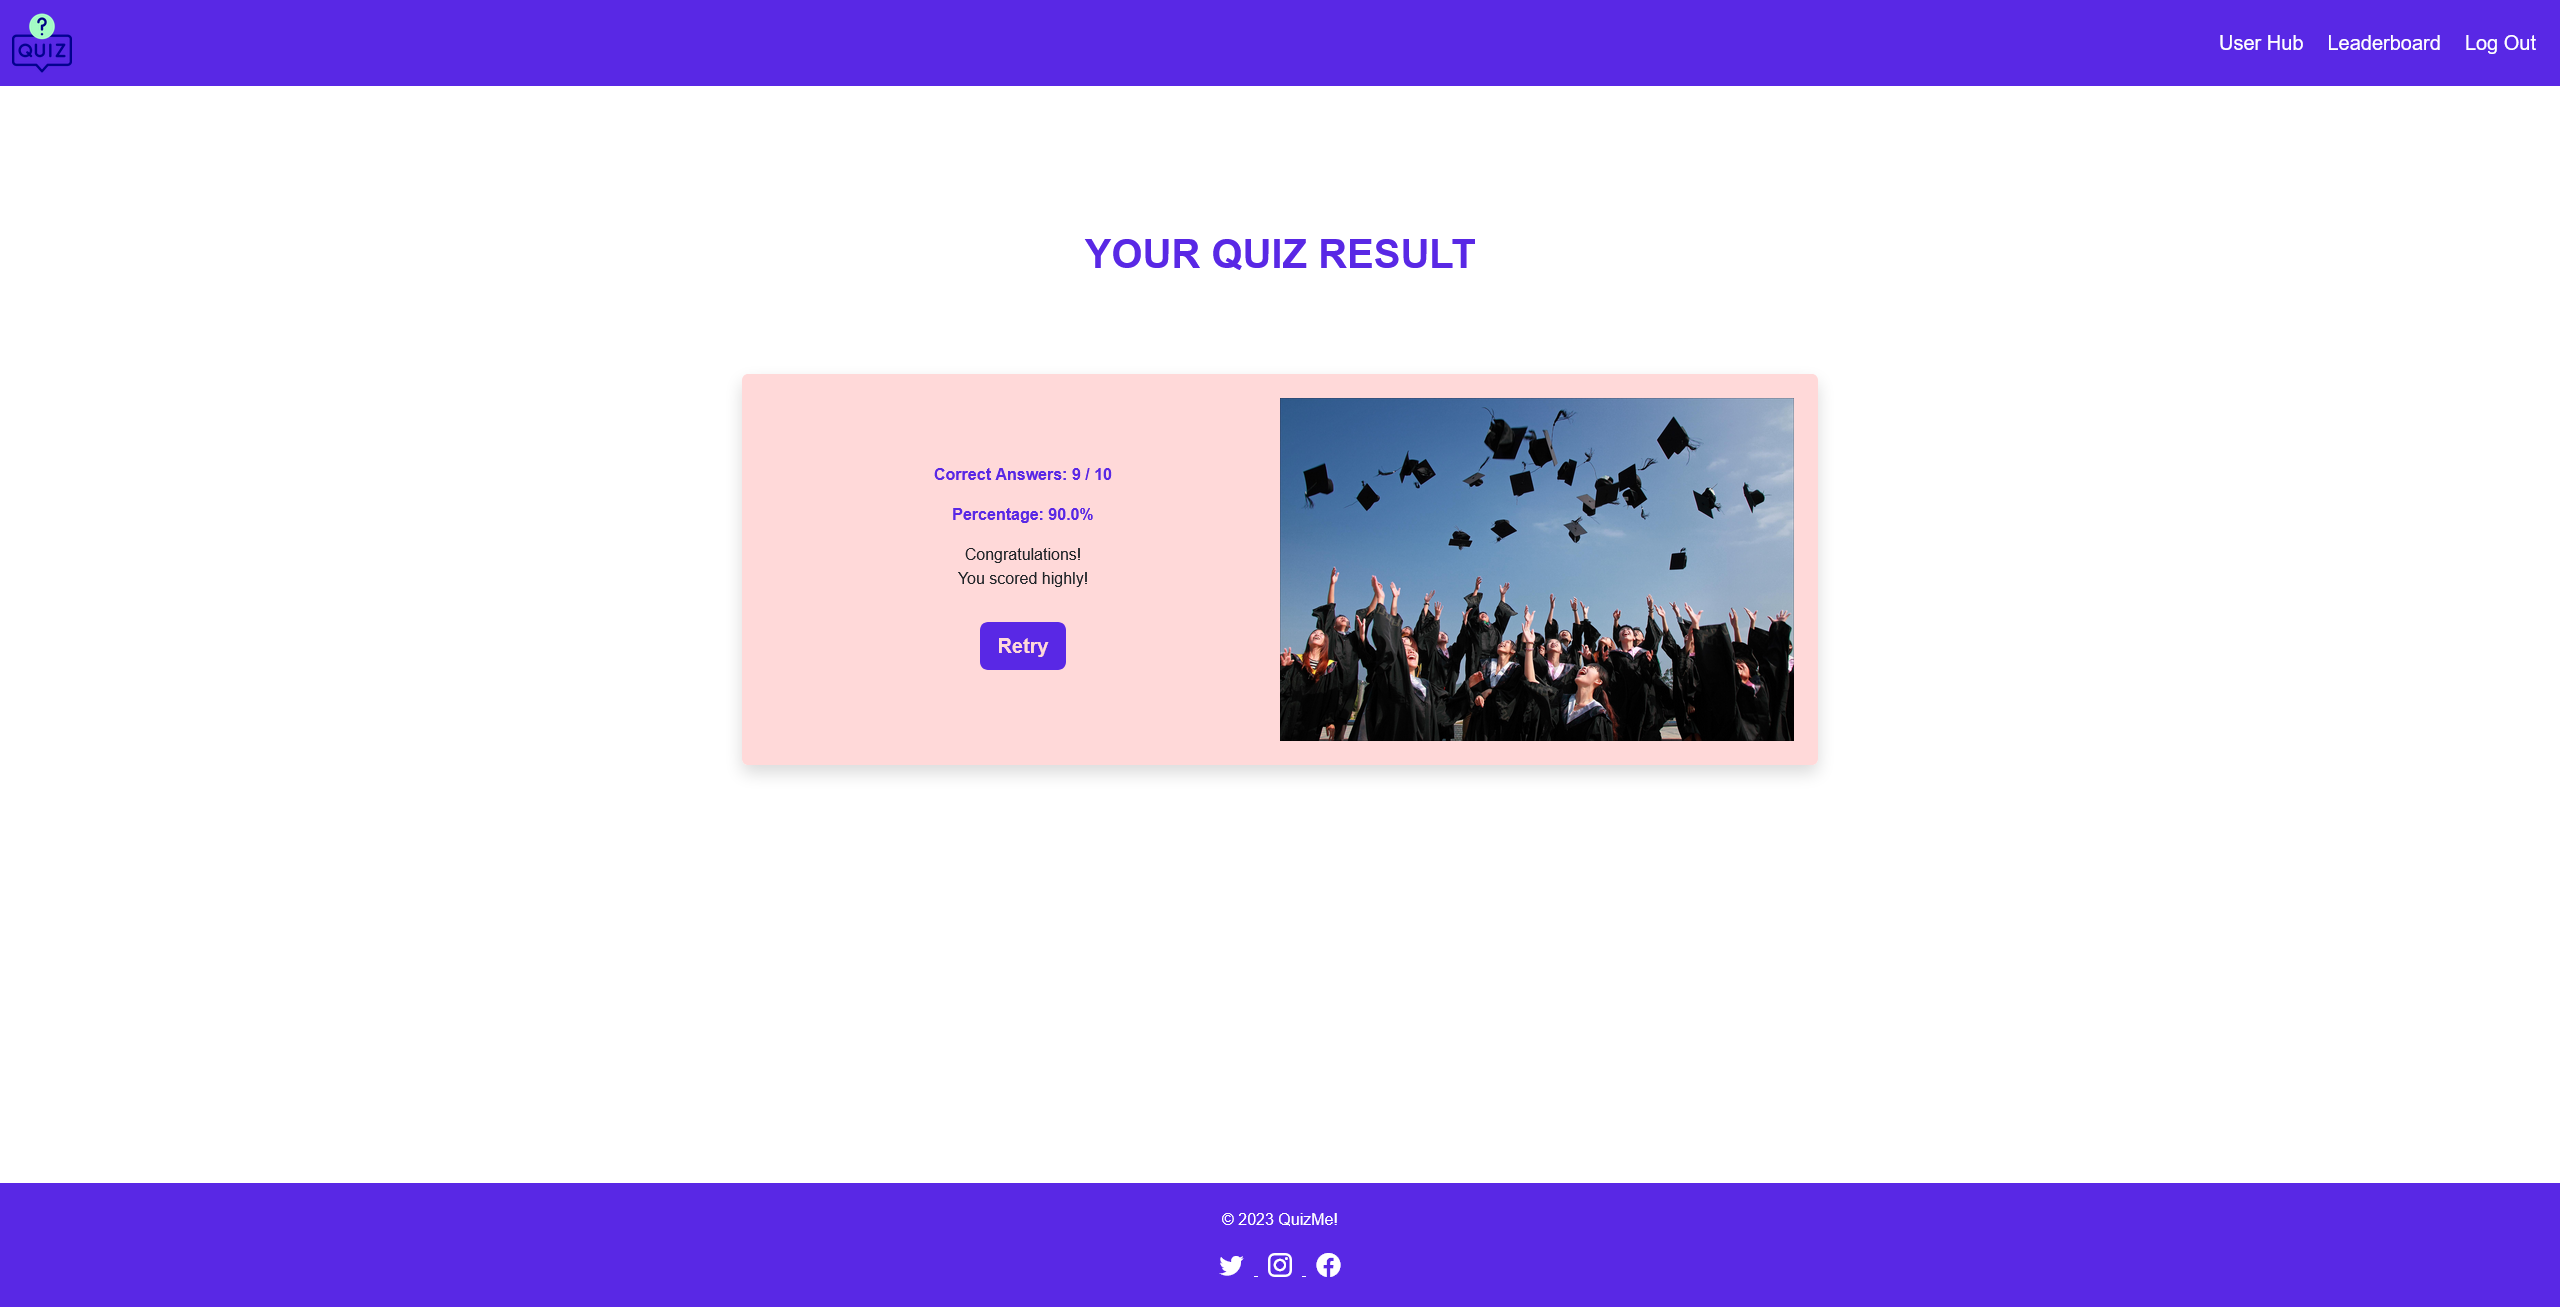 ?
QUIZ
User Hub Leaderboard Log Out
YOUR QUIZ RESULT
Correct Answers: 9 / 10
Percentage: 90.0%
Congratulations!
You scored highly!
Retry
© 2023 QuizMe!